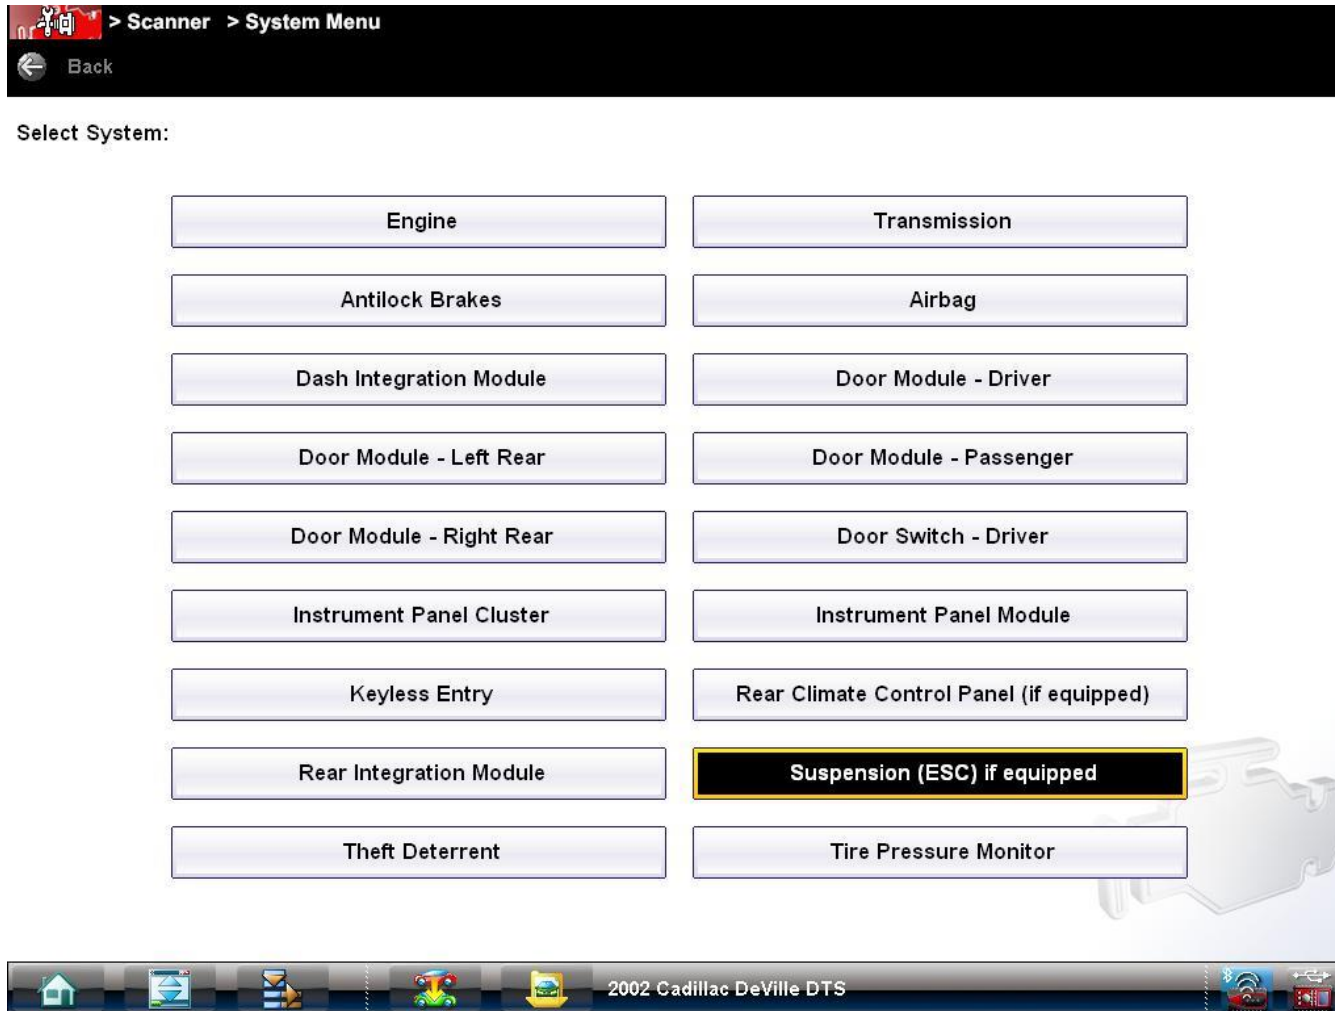 > Scanner > System Menu
Back
Select System:
Engine
Transmission
Antilock Brakes
Airbag
Dash Integration Module
Door Module - Driver
Door Module - Left Rear
Door Module - Passenger
Door Module - Right Rear
Door Switch - Driver
Instrument Panel Cluster
Instrument Panel Module
Keyless Entry
Rear Climate Control Panel (if equipped)
Rear Integration Module
Suspension (ESC) if equipped
Theft Deterrent
Tire Pressure Monitor
2002 Cadillac DeVille DTS